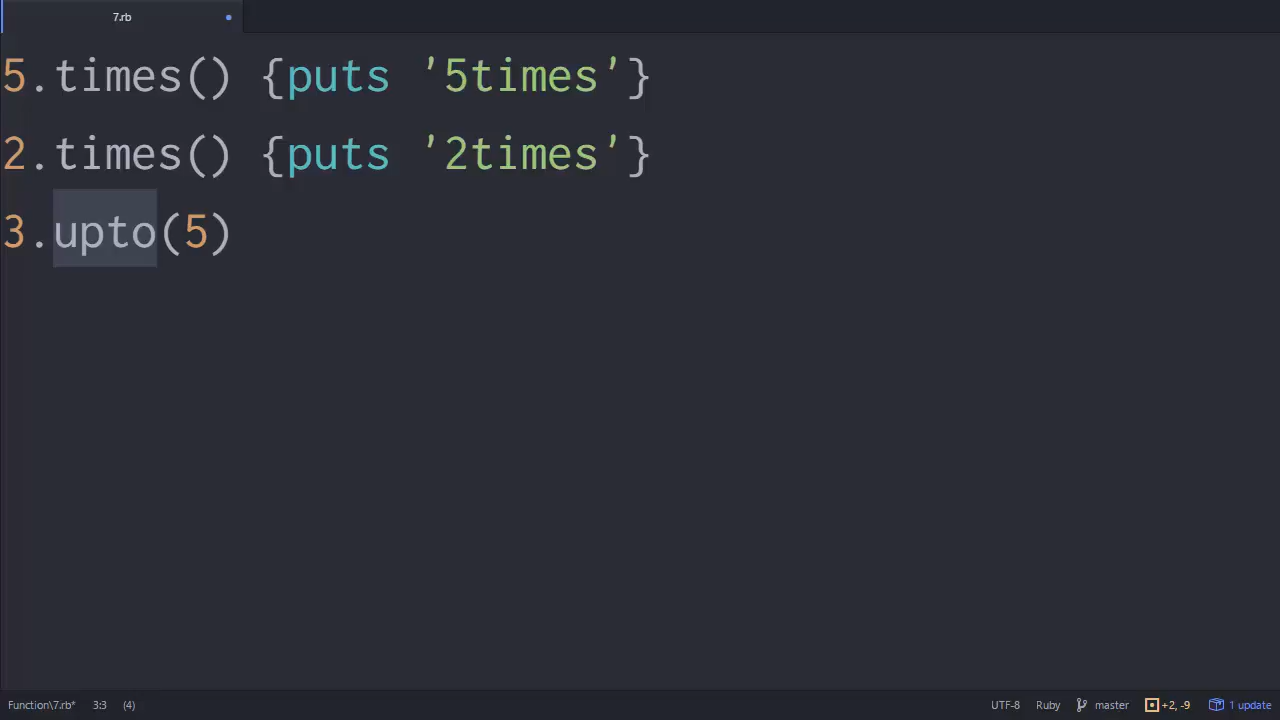 7.rb
5.times() {puts '5times'}
2.times() {puts '2times'}
3.upto(5)
Function\7.rb* 3:3 (4) UTF-8 Ruby master +2, -9 1 update